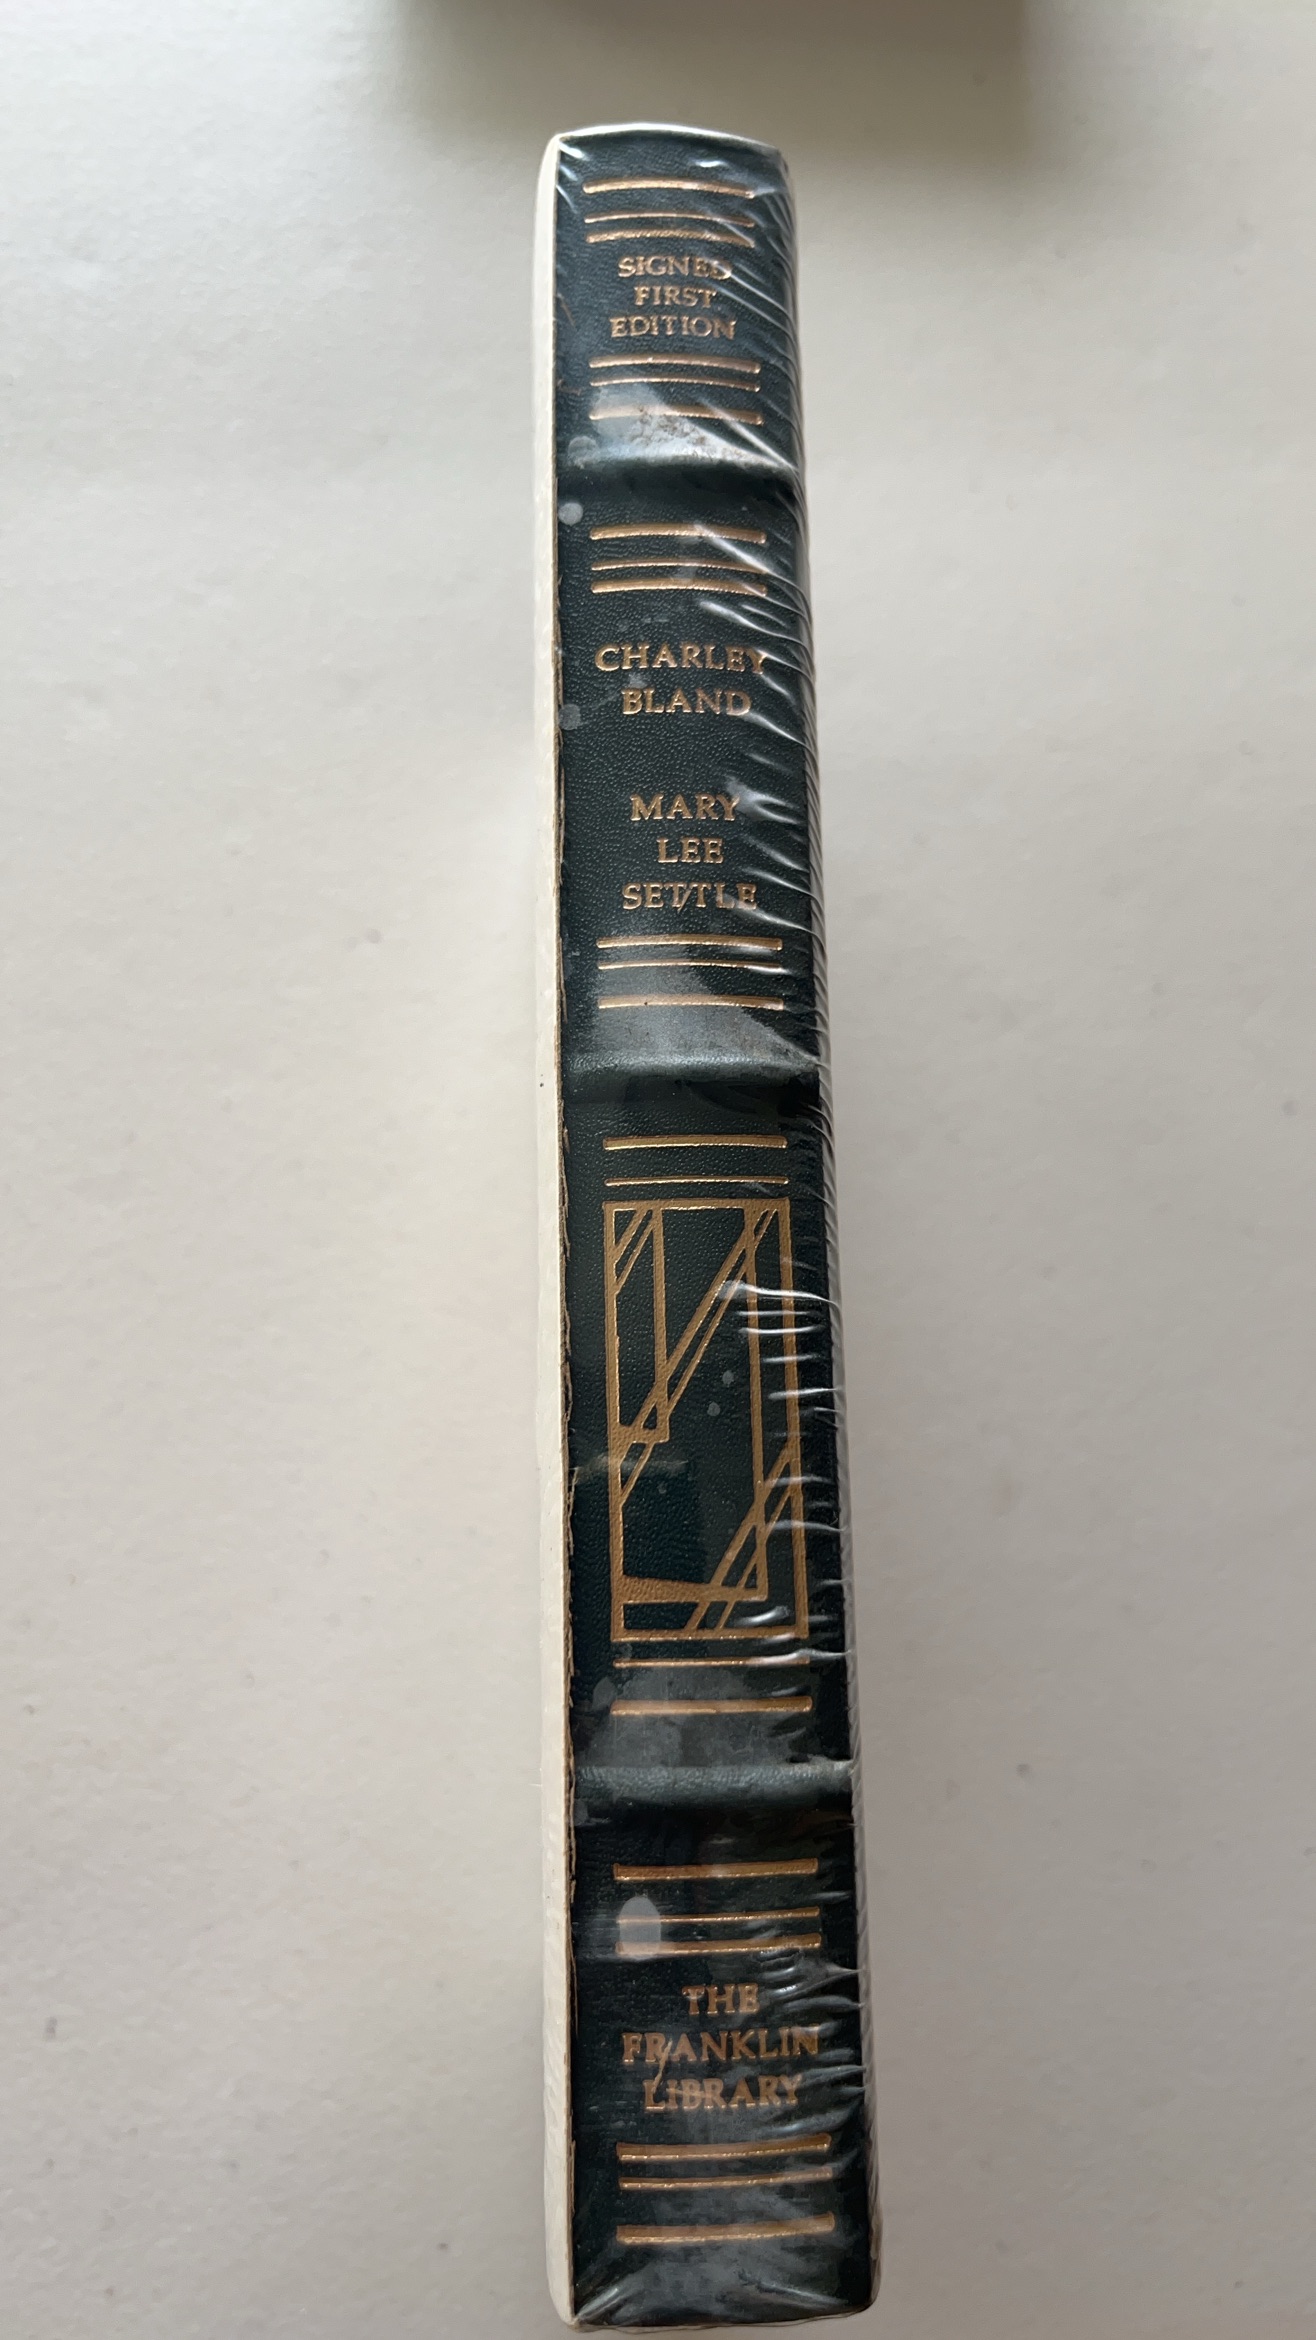 SIGNED
FIRST
EDITION
CHARLEY
BLAND
MARY
LEE
SETTLE
THE
FRANKLIN
LIBRARY